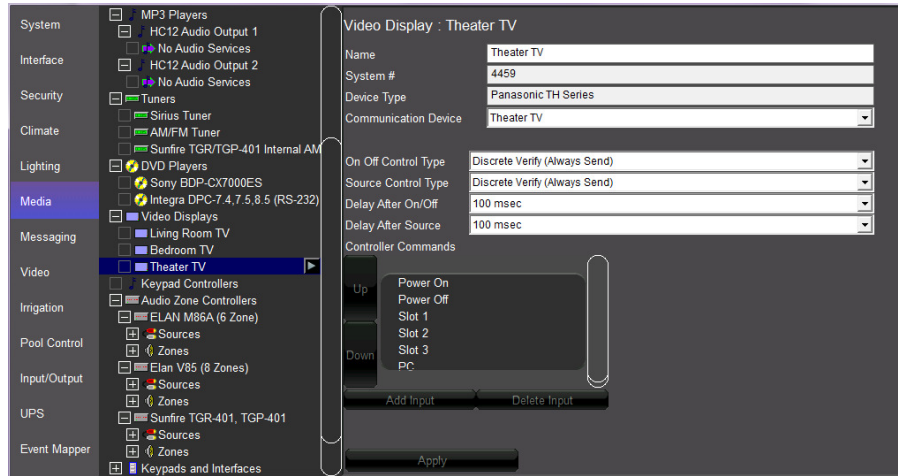 System
Interface
Security
Climate
Lighting
Media
Messaging
Video
Irrigation
Pool Control
Input/Output
UPS
Event Mapper
MP3 Players
HC12 Audio Output 1
No Audio Services
HC12 Audio Output 2
No Audio Services
Tuners
Sirius Tuner
AM/FM Tuner
Sunfire TGR/TGP-401 Internal AM
DVD Players
Sony BDP-CX7000ES
Integra DPC-7.4,7.5,8.5 (RS-232)
Video Displays
Living Room TV
Bedroom TV
Theater TV
Keypad Controllers
Audio Zone Controllers
ELAN M86A (6 Zone)
Sources
Zones
Elan V85 (8 Zones)
Sources
Zones
Sunfire TGR-401, TGP-401
Sources
Zones
Keypads and Interfaces
Video Display : Theater TV
Name Theater TV
System # 4459
Device Type Panasonic TH Series
Communication Device Theater TV
On Off Control Type Discrete Verify (Always Send)
Source Control Type Discrete Verify (Always Send)
Delay After On/Off 100 msec
Delay After Source 100 msec
Controller Commands
Up
Down
Power On
Power Off
Slot 1
Slot 2
Slot 3
PC
Add Input Delete Input
Apply